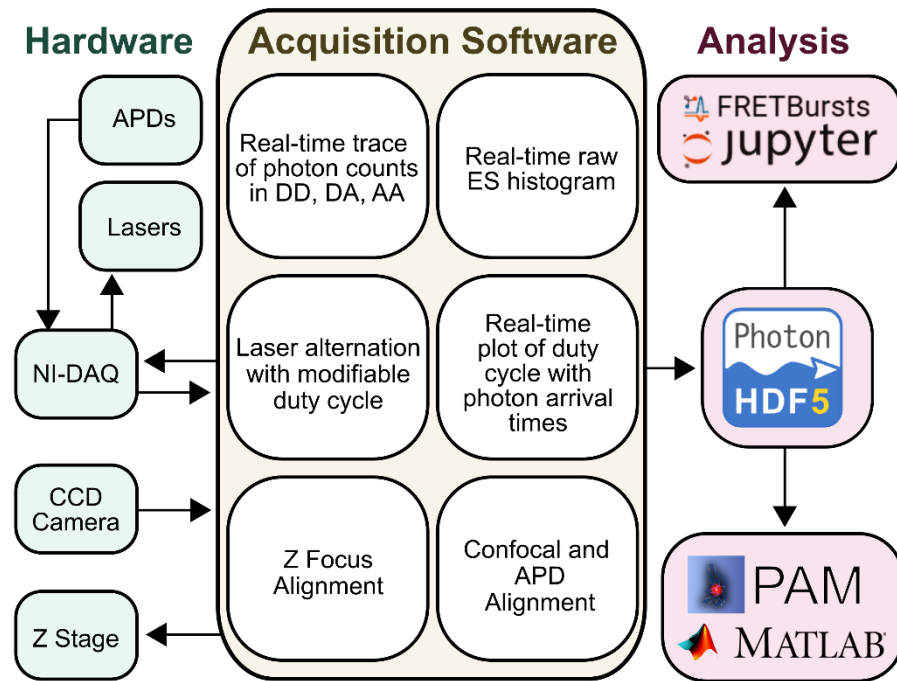 Hardware
Acquisition Software
Analysis
APDs
Lasers
NI-DAQ
CCD
Camera
Z Stage
Real-time trace
of photon counts
in DD, DA, AA
Real-time raw
ES histogram
Laser alternation
with modifiable
duty cycle
Real-time
plot of duty
cycle with
photon arrival
times
Z Focus
Alignment
Confocal and
APD
Alignment
FRETBursts
jupyter
Photon
HDF5
PAM
MATLAB